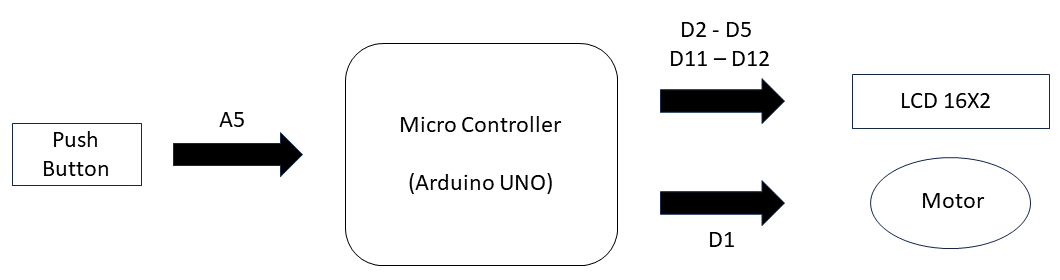 Push
Button
A5
Micro Controller
(Arduino UNO)
D2 - D5
D11 – D12
LCD 16X2
Motor
D1